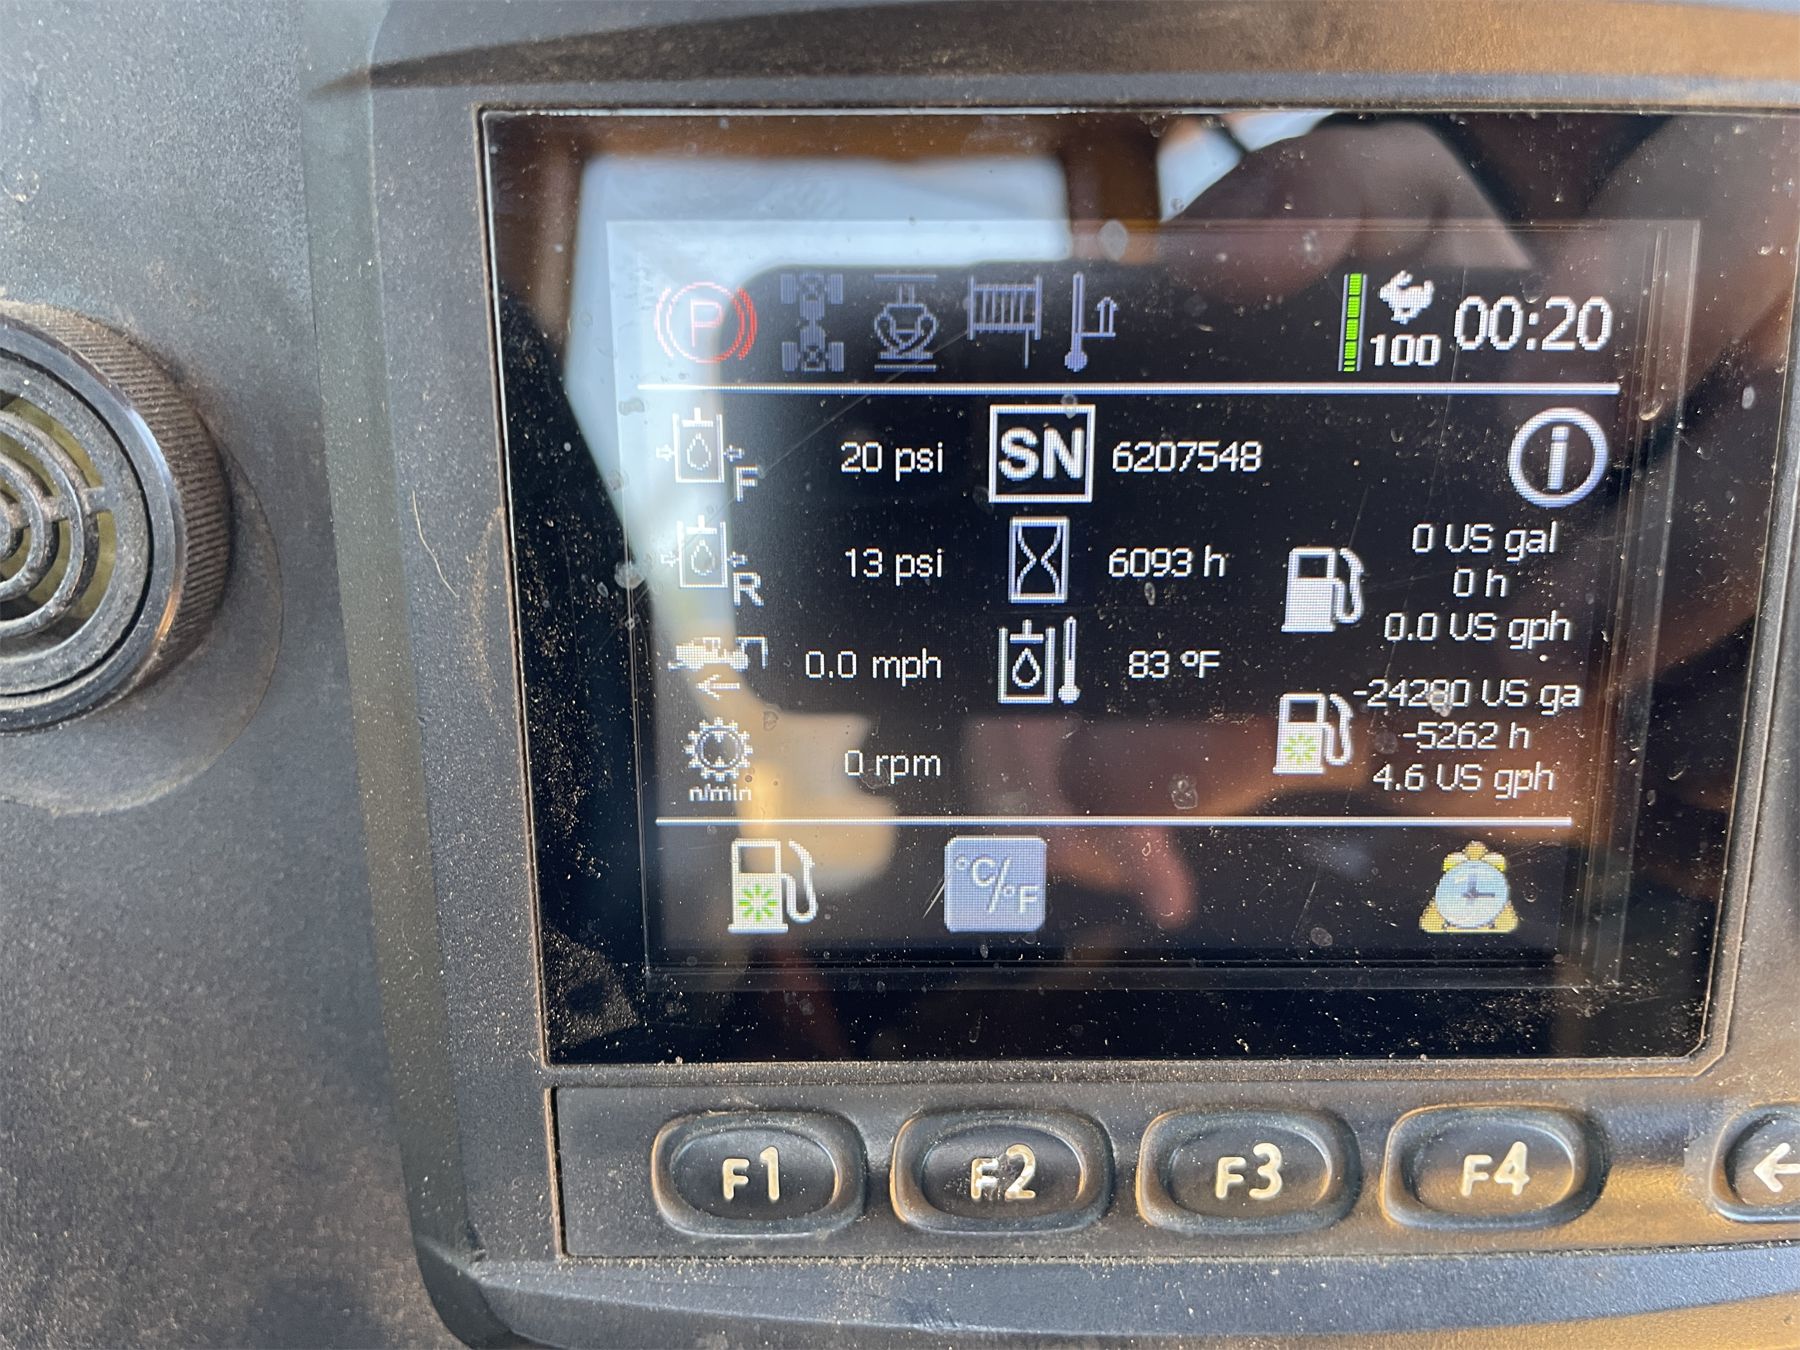 P
100
00:20
F
20 psi
SN
6207548
i
R
13 psi
6093 h
0 US gal
0 h
0.0 US gph
0.0 mph
83 ºF
-24280 US ga
-5262 h
4.6 US gph
n/min
0 rpm
°C/°F
F1
F2
F3
F4